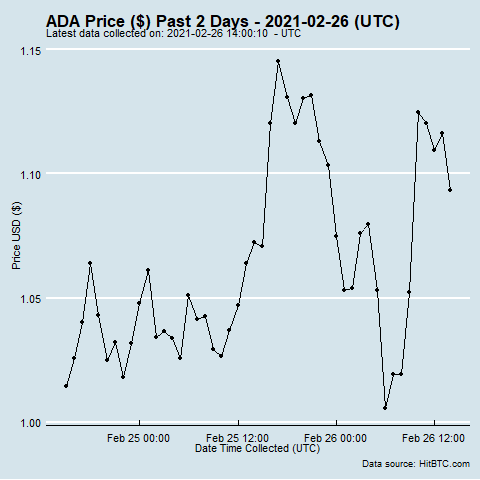 ADA Price ($) Past 2 Days - 2021-02-26 (UTC)
Latest data collected on: 2021-02-26 14:00:10  - UTC
1.15
1.10
1.05
1.00
Price USD ($)
Feb 25 00:00
Feb 25 12:00
Feb 26 00:00
Feb 26 12:00
Date Time Collected (UTC)
Data source: HitBTC.com